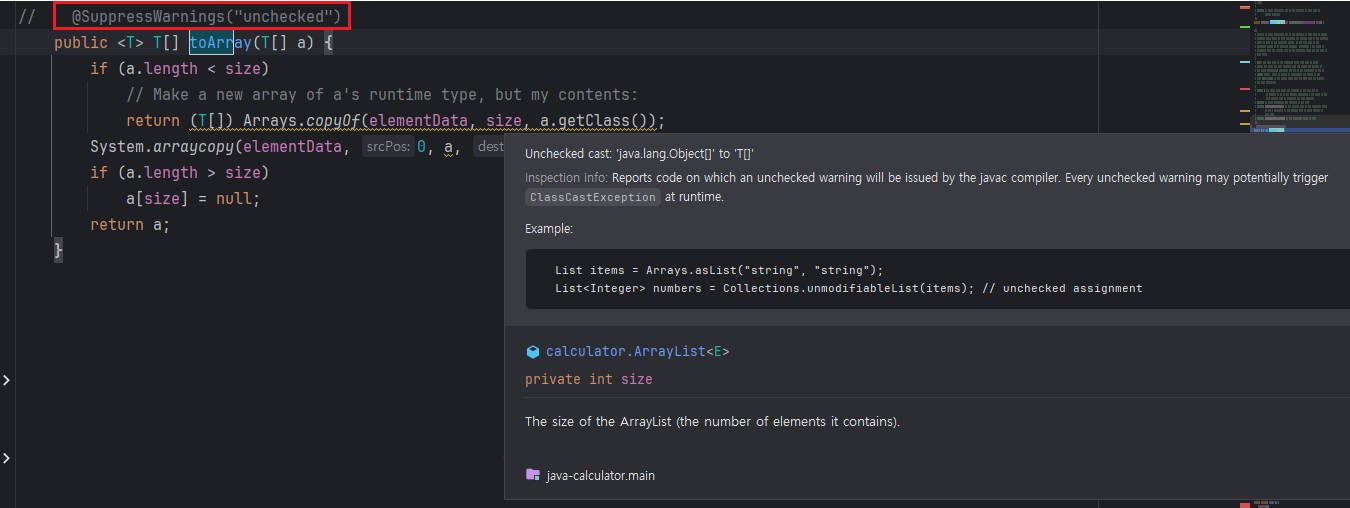 //    @SuppressWarnings("unchecked")
public <T> T[] toArray(T[] a) {
if (a.length < size)
// Make a new array of a's runtime type, but my contents:
return (T[]) Arrays.copyOf(elementData, size, a.getClass());
System.arraycopy(elementData, srcPos: 0, a, dest
if (a.length > size)
a[size] = null;
return a;
}
Unchecked cast: 'java.lang.Object[]' to 'T[]'
Inspection info: Reports code on which an unchecked warning will be issued by the javac compiler. Every unchecked warning may potentially trigger
ClassCastException at runtime.
Example:
List items = Arrays.asList("string", "string");
List<Integer> numbers = Collections.unmodifiableList(items); // unchecked assignment
calculator.ArrayList<E>
private int size
The size of the ArrayList (the number of elements it contains).
java-calculator.main